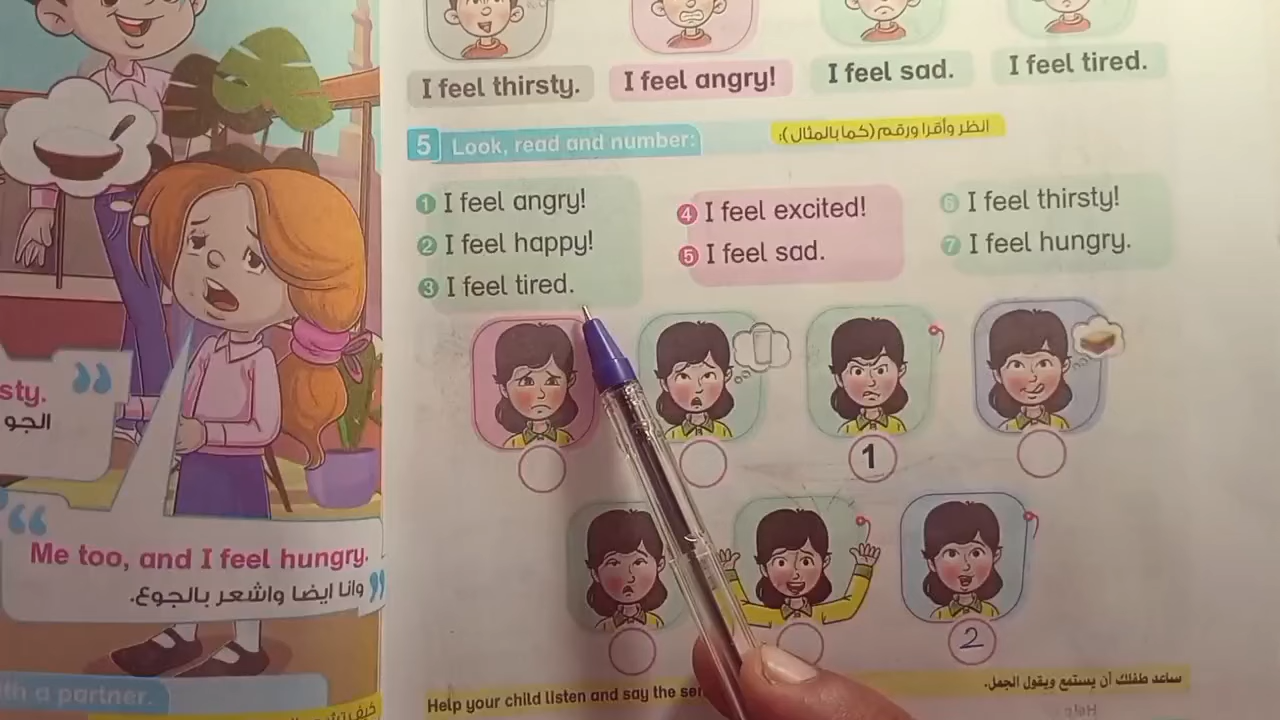 I feel thirsty.
I feel angry!
I feel sad.
I feel tired.
5 Look, read and number:
انظر وأقرا ورقم (كما بالمثال):
1 I feel angry!
2 I feel happy!
3 I feel tired.
4 I feel excited!
5 I feel sad.
6 I feel thirsty!
7 I feel hungry.
1
2
sty.
الجو
Me too, and I feel hungry.
وانا ايضا واشعر بالجوع.
with a partner.
Help your child listen and say the
ساعد طفلك أن يستمع ويقول الجمل.